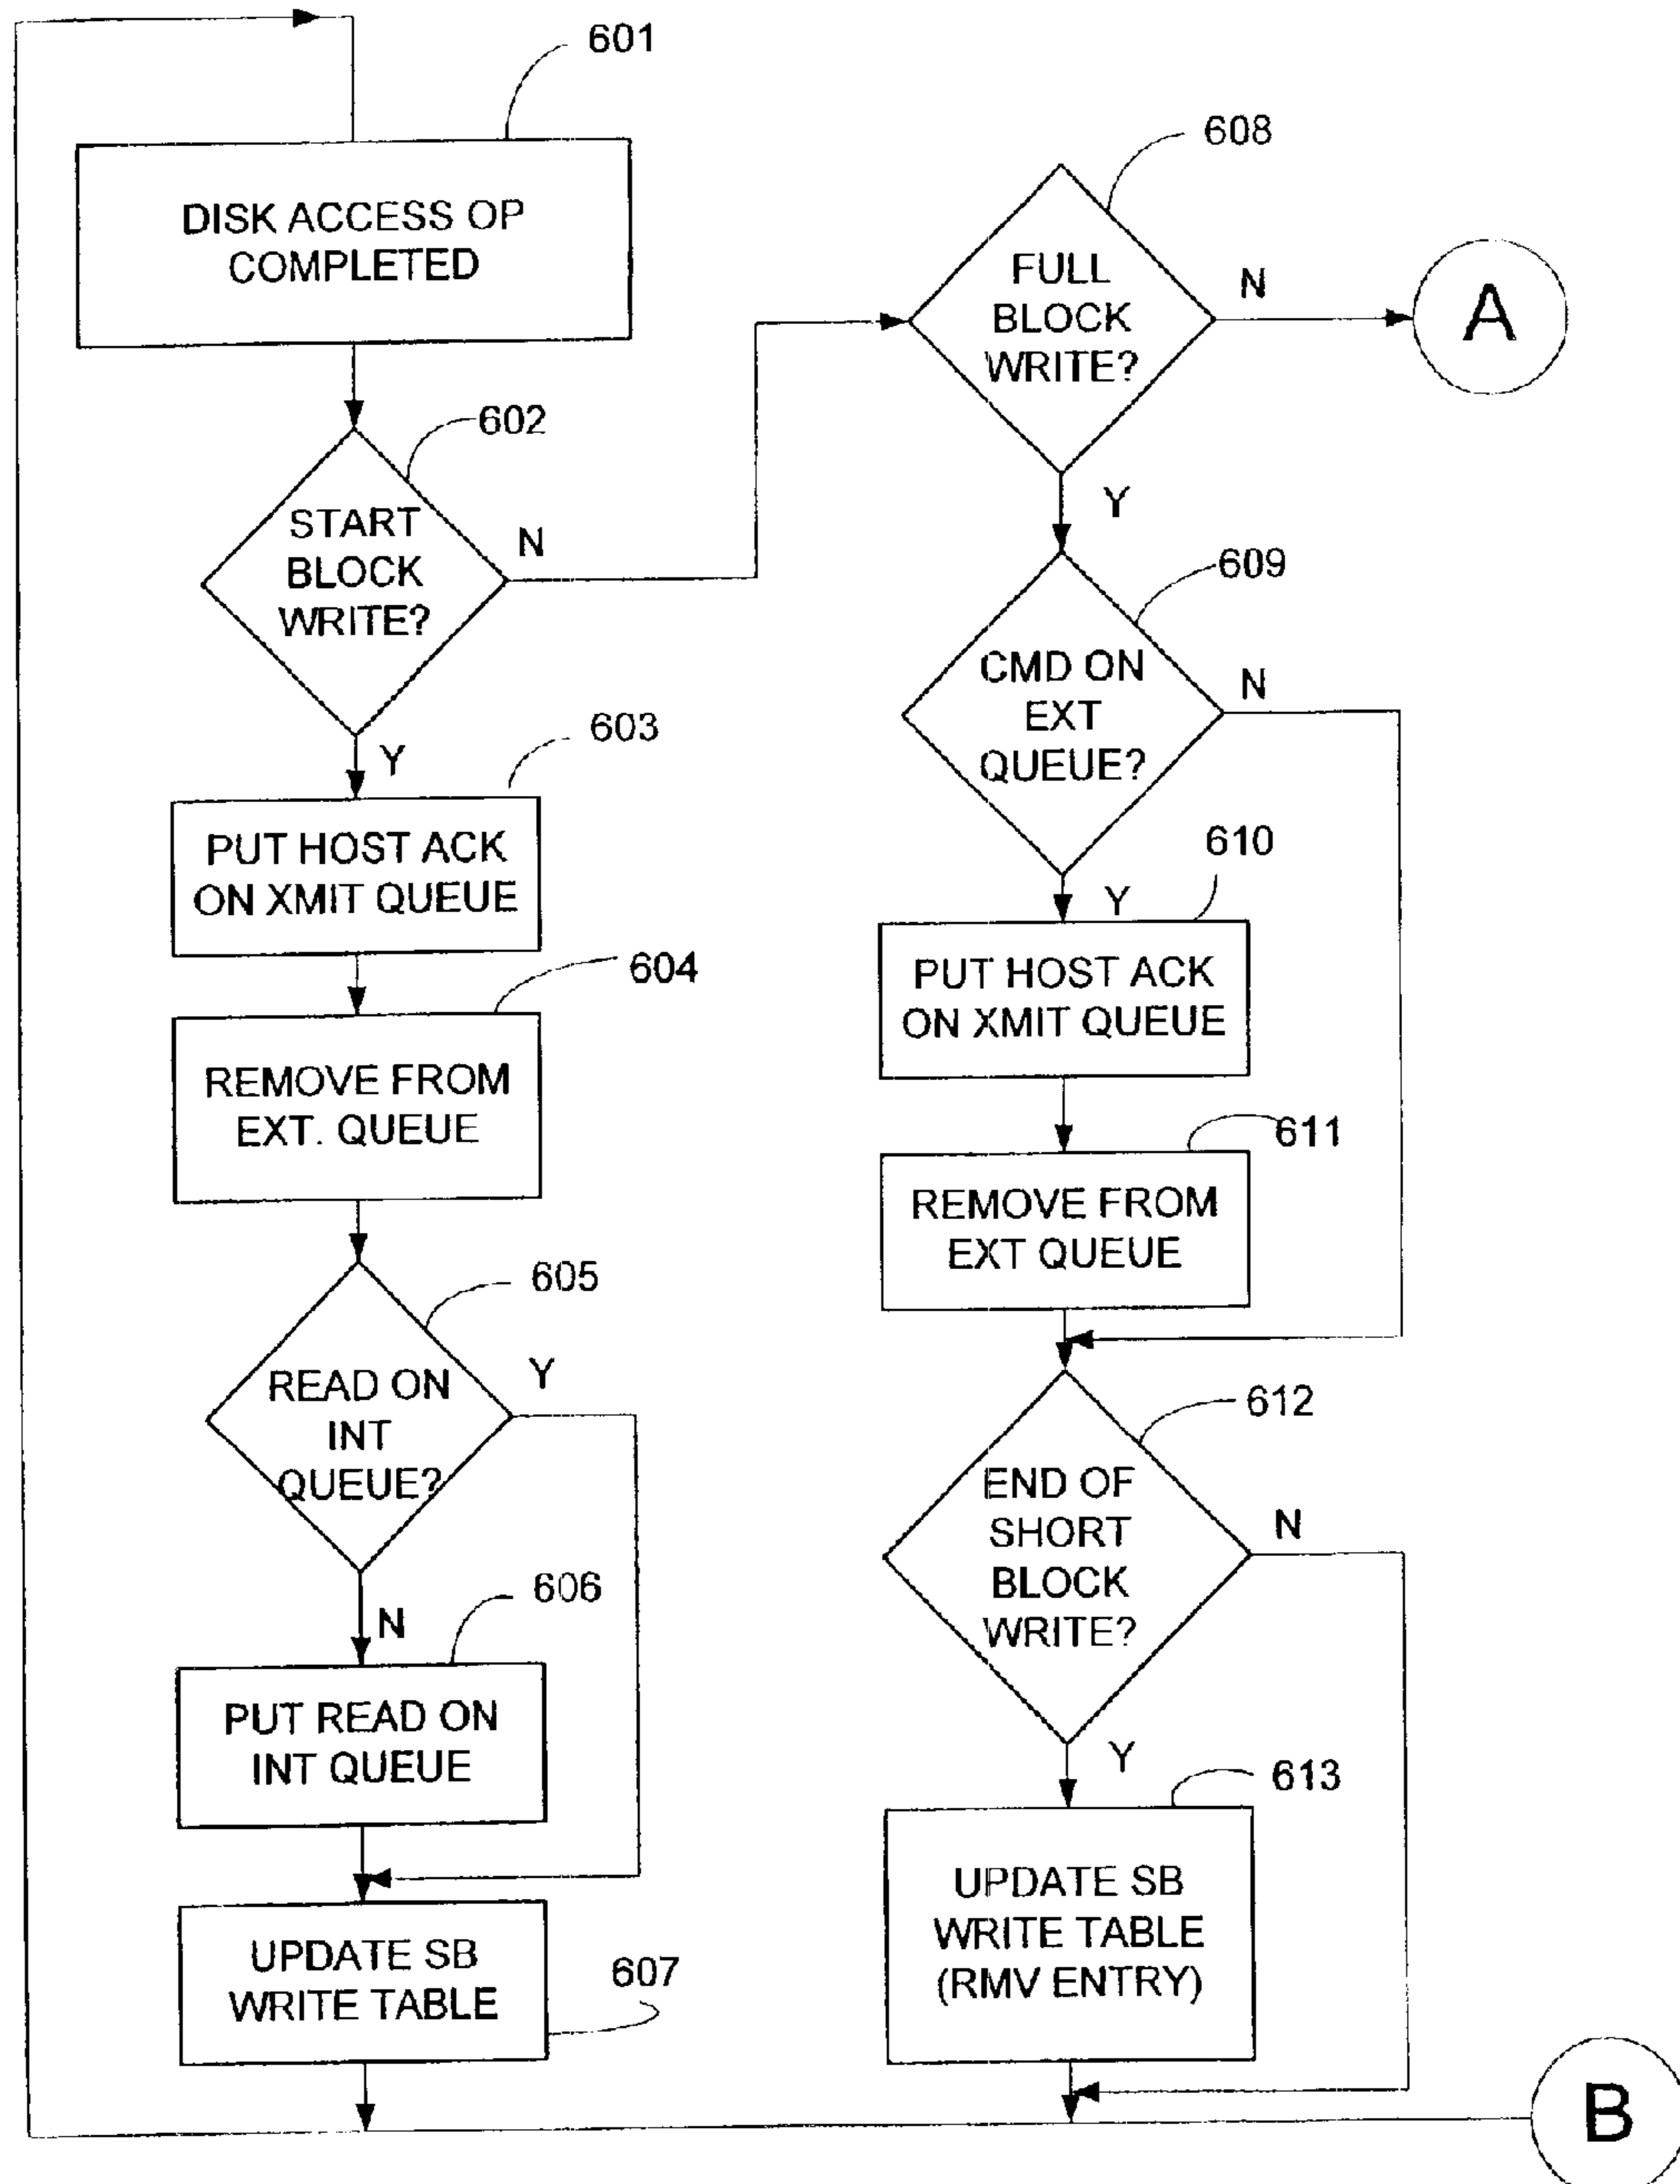 601
DISK ACCESS OP
COMPLETED
602
START
BLOCK
WRITE?
N
Y
603
PUT HOST ACK
ON XMIT QUEUE
604
REMOVE FROM
EXT. QUEUE
605
READ ON
INT
QUEUE?
Y
N
606
PUT READ ON
INT QUEUE
UPDATE SB
WRITE TABLE
607
608
FULL
BLOCK
WRITE?
N
A
Y
609
CMD ON
EXT
QUEUE?
N
Y
610
PUT HOST ACK
ON XMIT QUEUE
611
REMOVE FROM
EXT QUEUE
612
END OF
SHORT
BLOCK
WRITE?
N
Y
613
UPDATE SB
WRITE TABLE
(RMV ENTRY)
B